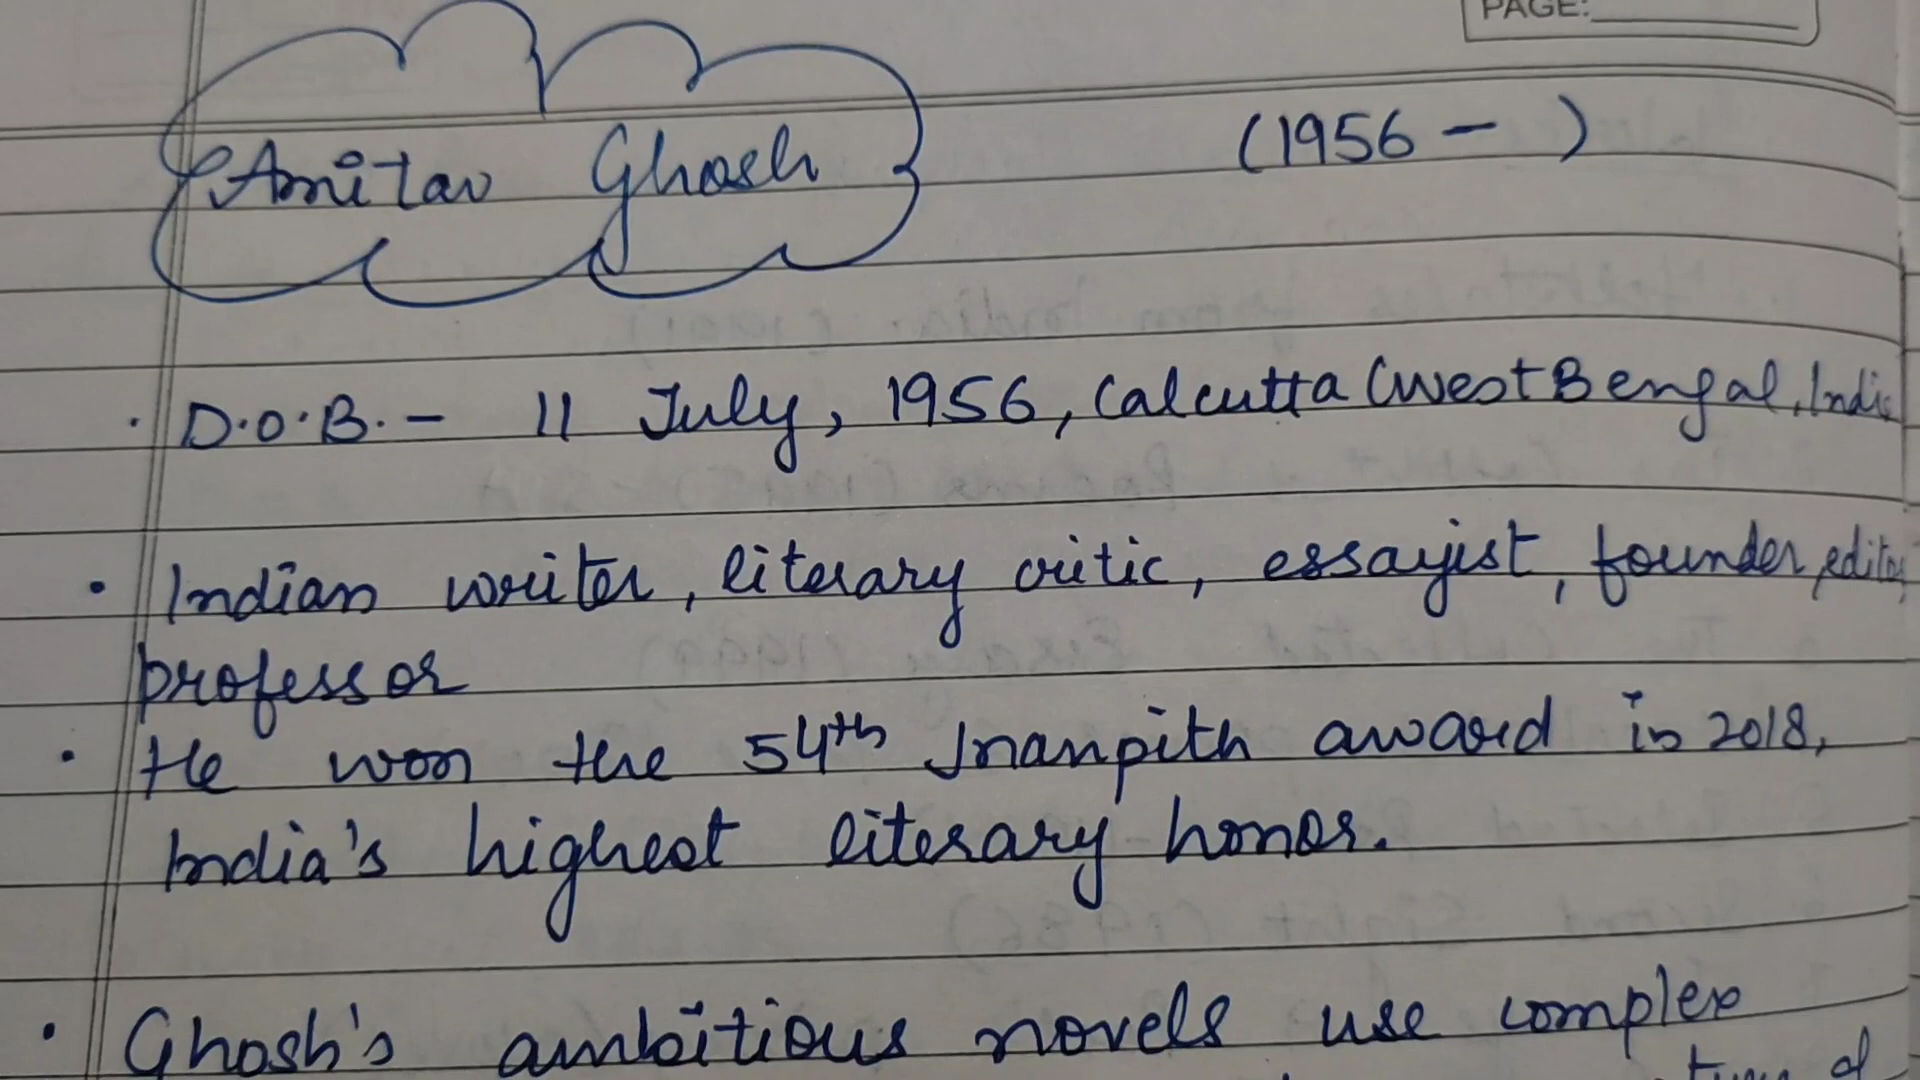 PAGE:
Amitav Ghosh (1956 - )
· D.O.B. - 11 July, 1956, Calcutta (West Bengal, India
· Indian writer, literary critic, essayist, founder, editor,
professor
· He won the 54th Jnanpith award in 2018,
India's highest literary honor.
· Ghosh's ambitious novels use complex